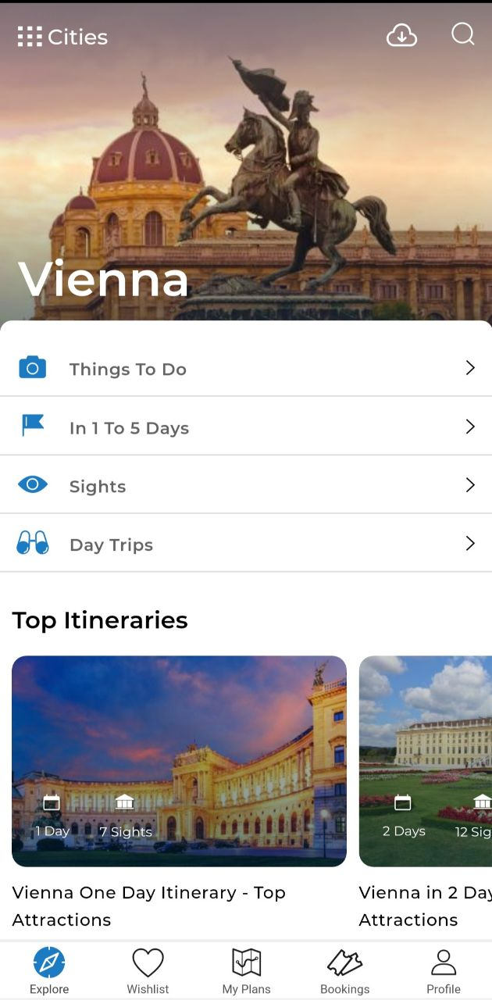 Cities
Vienna
Things To Do
In 1 To 5 Days
Sights
Day Trips
Top Itineraries
1 Day 7 Sights
2 Days 12 Sig
Vienna One Day Itinerary - Top
Attractions
Vienna in 2 Day
Attractions
Explore Wishlist My Plans Bookings Profile